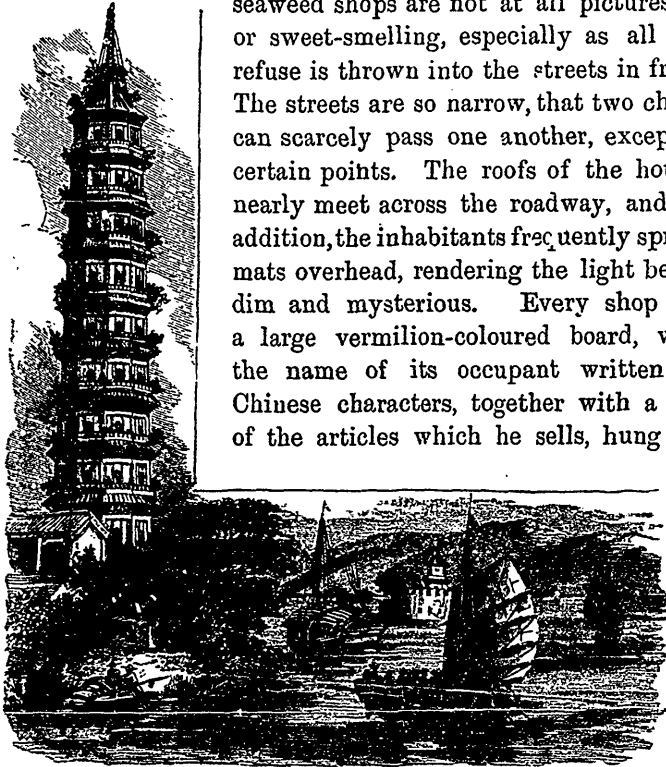 seaweed shops are not at all pictures
or sweet-smelling, especially as all
refuse is thrown into the streets in fr
The streets are so narrow, that two ch
can scarcely pass one another, excep
certain points. The roofs of the hou
nearly meet across the roadway, and
addition, the inhabitants frequently spr
mats overhead, rendering the light be
dim and mysterious. Every shop
a large vermilion-coloured board, w
the name of its occupant written
Chinese characters, together with a
of the articles which he sells, hung